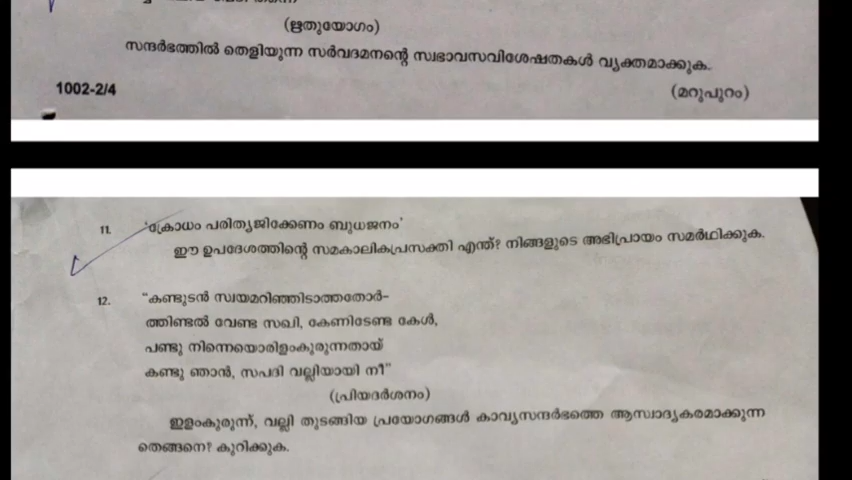 (ഋതുയോഗം)
സന്ദർഭത്തിൽ തെളിയുന്ന സർവദമനന്റെ സ്വഭാവസവിശേഷതകൾ വ്യക്തമാക്കുക.
1002-2/4 (മറുപുറം)
11. 'ക്രോധം പരിത്യജിക്കേണം ബുധജനം'
ഈ ഉപദേശത്തിന്റെ സമകാലികപ്രസക്തി എന്ത്? നിങ്ങളുടെ അഭിപ്രായം സമർഥിക്കുക.
12. "കണ്ടുടൻ സ്വയമറിഞ്ഞിടാത്തതോർ-
ത്തിണ്ടൽ വേണ്ട സഖി, കേണിടേണ്ട കേൾ,
പണ്ടു നിന്നെയൊരിളംകുരുന്നതായ്
കണ്ടു ഞാൻ, സപദി വല്ലിയായി നീ"
(പ്രിയദർശനം)
ഇളംകുരുന്ന്, വല്ലി തുടങ്ങിയ പ്രയോഗങ്ങൾ കാവ്യസന്ദർഭത്തെ ആസ്വാദ്യകരമാക്കുന്ന
തെങ്ങനെ? കുറിക്കുക.